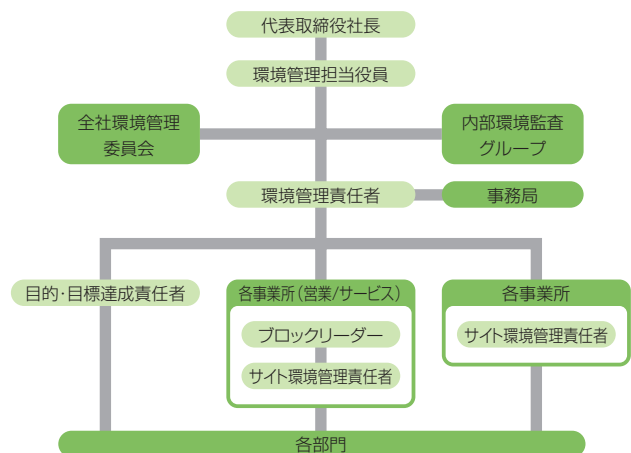 代表取締役社長
環境管理担当役員
全社環境管理
委員会
内部環境監査
グループ
環境管理責任者
事務局
目的・目標達成責任者
各事業所（営業/サービス）
ブロックリーダー
サイト環境管理責任者
各事業所
サイト環境管理責任者
各部門